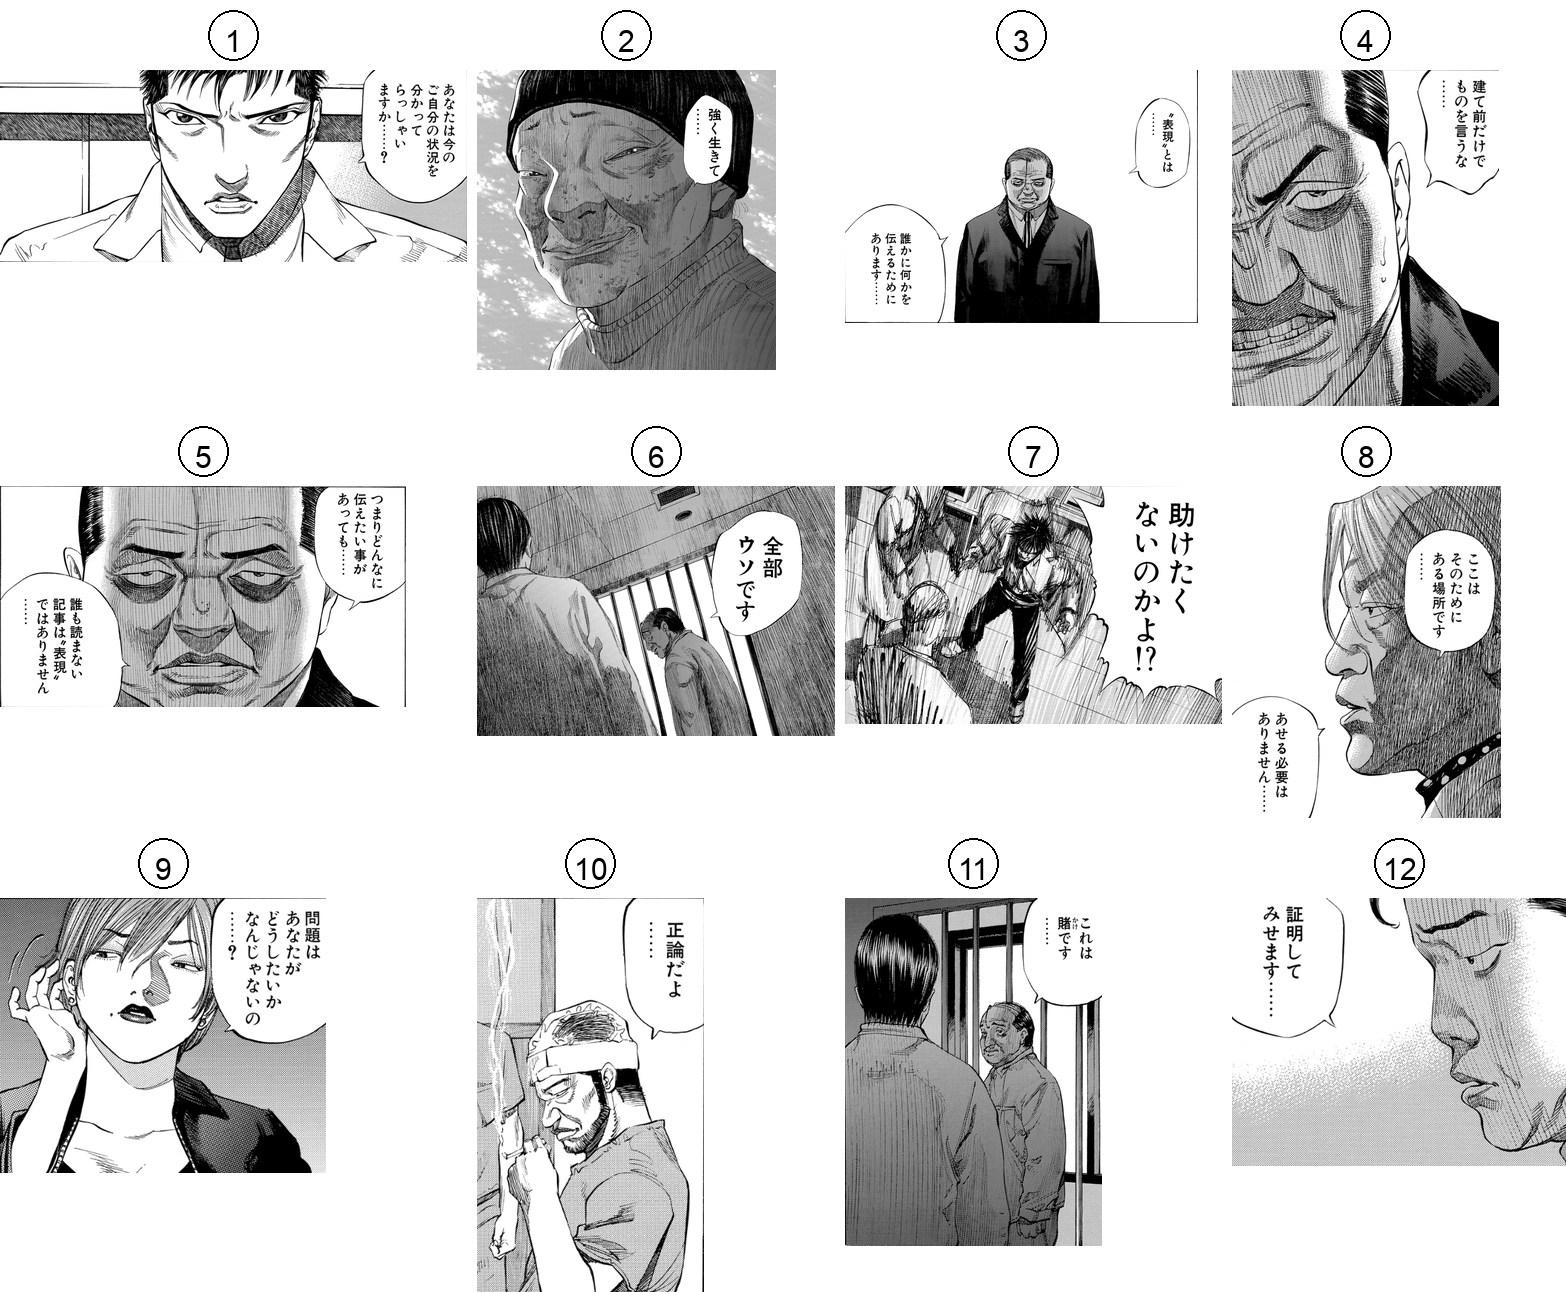 1
あなたは今の
ご自分の状況を
分かって
らっしゃい
ますか……？
2
強く生きて
……
3
〝表現〟とは
……
誰かに何かを
伝えるために
あります……
4
建て前だけで
ものを言うな
……
5
つまりどんなに
伝えたい事が
あっても……
誰も読まない
記事は〝表現〟
ではありません
……
6
全部
ウソです
7
助けたく
ないのかよ!?
8
ここは
そのために
ある場所です
……
あせる必要は
ありません……
9
問題は
あなたが
どうしたいか
なんじゃないの
……？
10
正論だよ
……
11
これは
賭です
かけ
……
12
証明して
みせます……